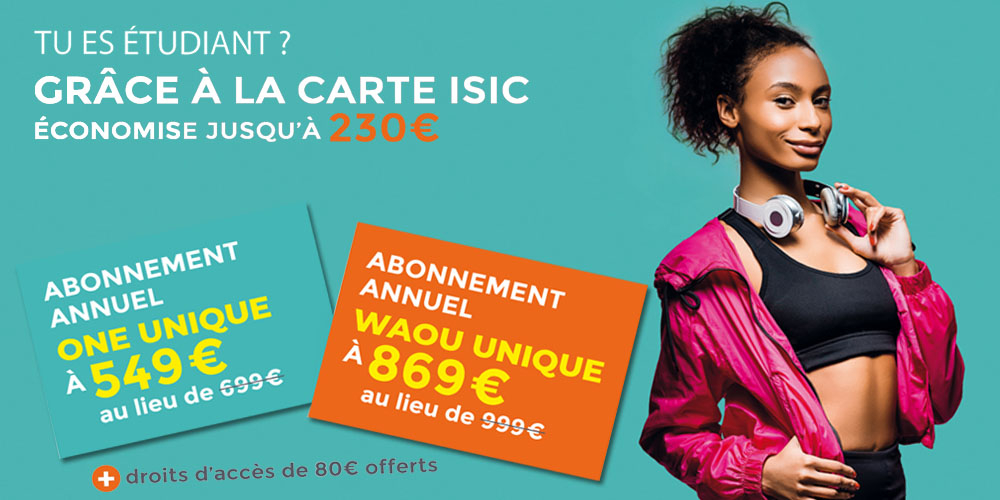 TU ES ÉTUDIANT ?
GRÂCE À LA CARTE ISIC
ÉCONOMISE JUSQU'À 230€
ABONNEMENT
ANNUEL
ONE UNIQUE
À 549€
au lieu de 699€
ABONNEMENT
ANNUEL
WAOU UNIQUE
À 869€
au lieu de 999€
+ droits d'accès de 80€ offerts